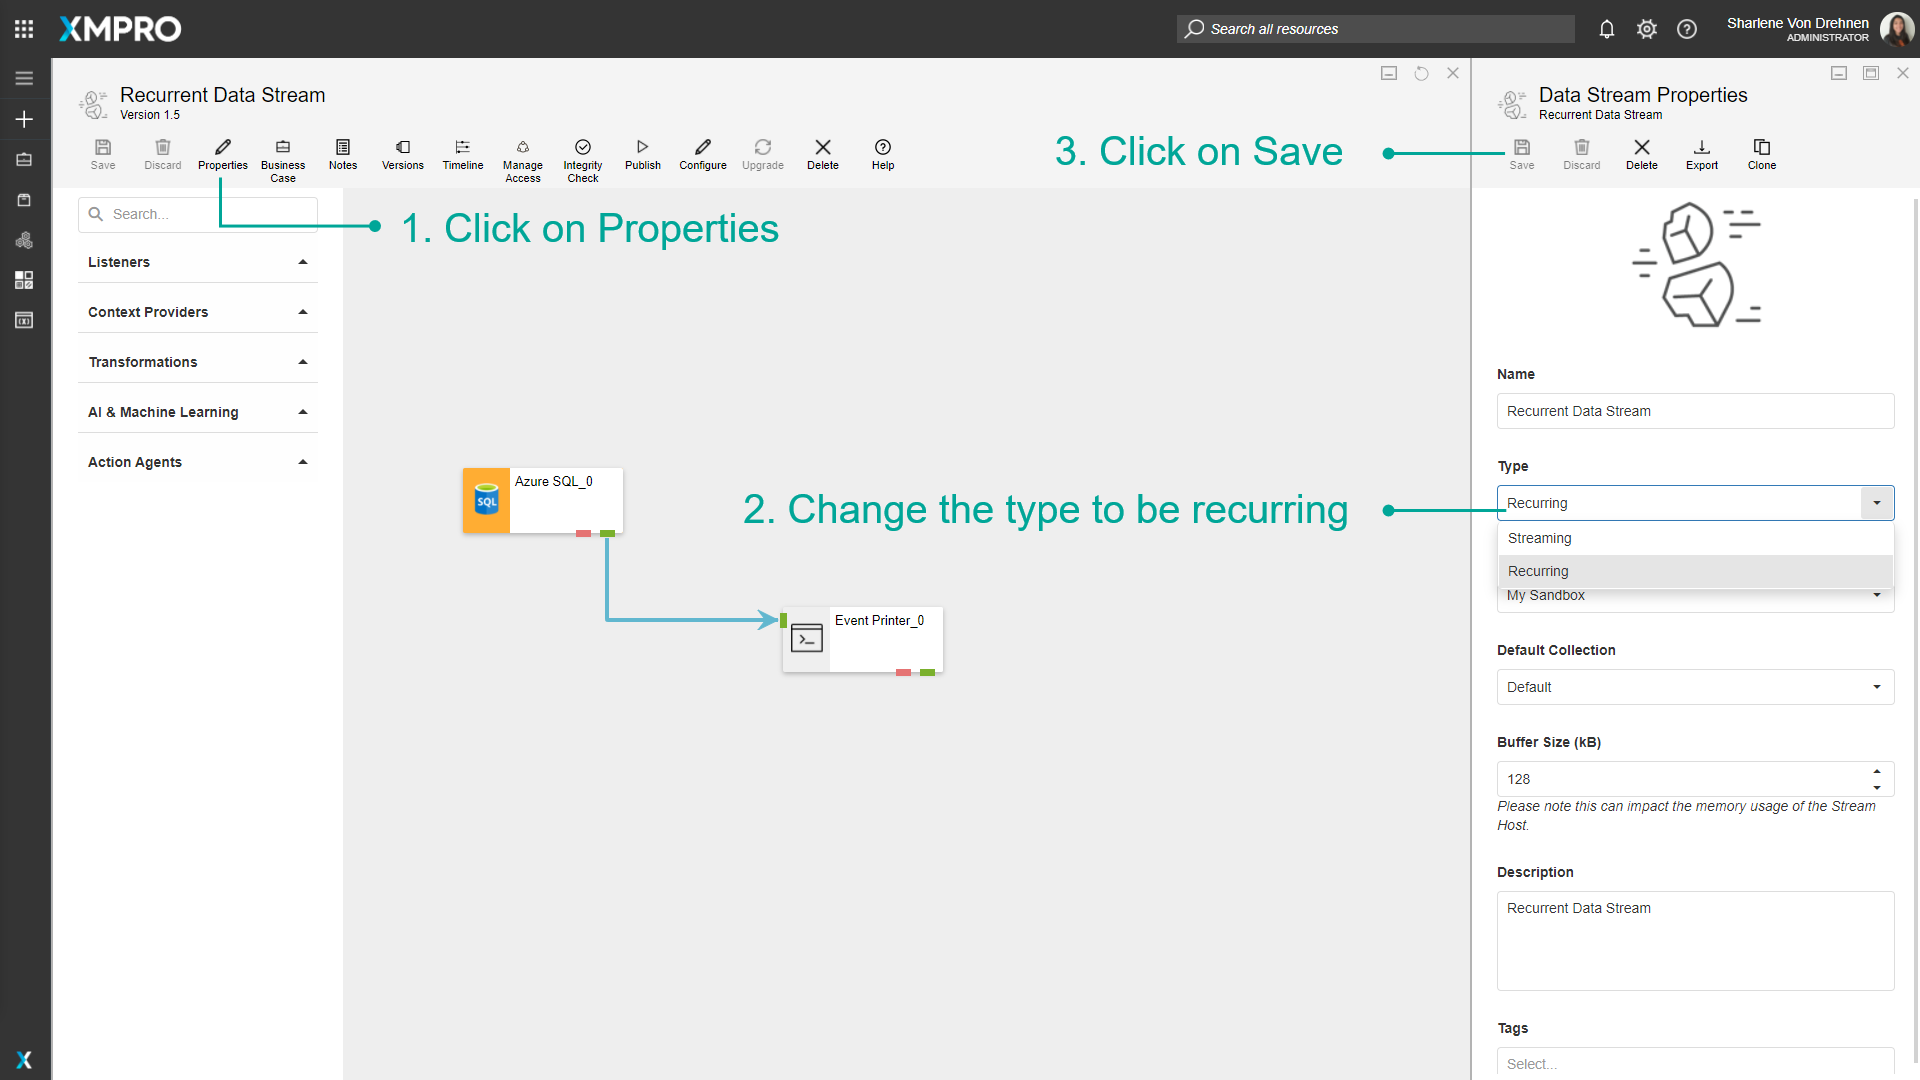 XMPRO
Search all resources
Sharlene Von Drehnen
ADMINISTRATOR
Recurrent Data Stream
Version 1.5
Save
Discard
Properties
Business
Case
Notes
Versions
Timeline
Manage
Access
Integrity
Check
Publish
Configure
Upgrade
Delete
Help
3. Click on Save
Data Stream Properties
Recurrent Data Stream
Save
Discard
Delete
Export
Clone
Search...
1. Click on Properties
Listeners
Context Providers
Transformations
AI & Machine Learning
Action Agents
Azure SQL_0
SQL
Event Printer_0
2. Change the type to be recurring
Name
Recurrent Data Stream
Type
Recurring
Streaming
Recurring
My Sandbox
Default Collection
Default
Buffer Size (kB)
128
Please note this can impact the memory usage of the Stream
Host.
Description
Recurrent Data Stream
Tags
Select...